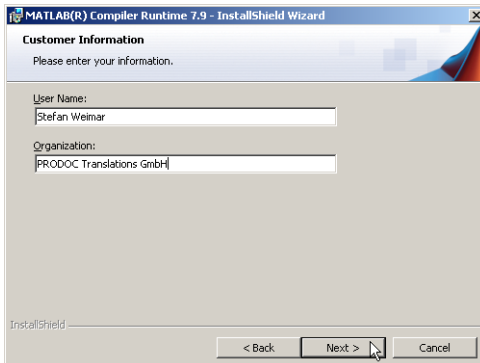 MATLAB(R) Compiler Runtime 7.9 - InstallShield Wizard
Customer Information
Please enter your information.
User Name:
Stefan Weimar
Organization:
PRODOC Translations GmbH
InstallShield
< Back
Next >
Cancel